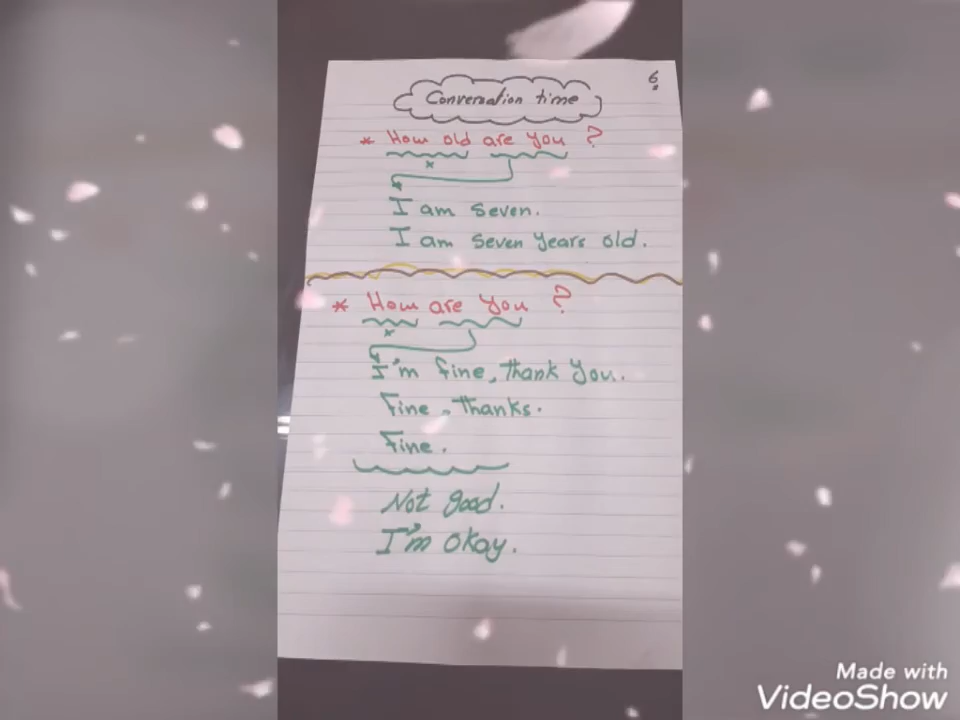 6
Conversation time
* How old are you ?
I am seven.
I am seven years old.
* How are you ?
I'm fine, thank you.
Fine, thanks.
Fine.
Not good.
I'm okay.
Made with
VideoShow